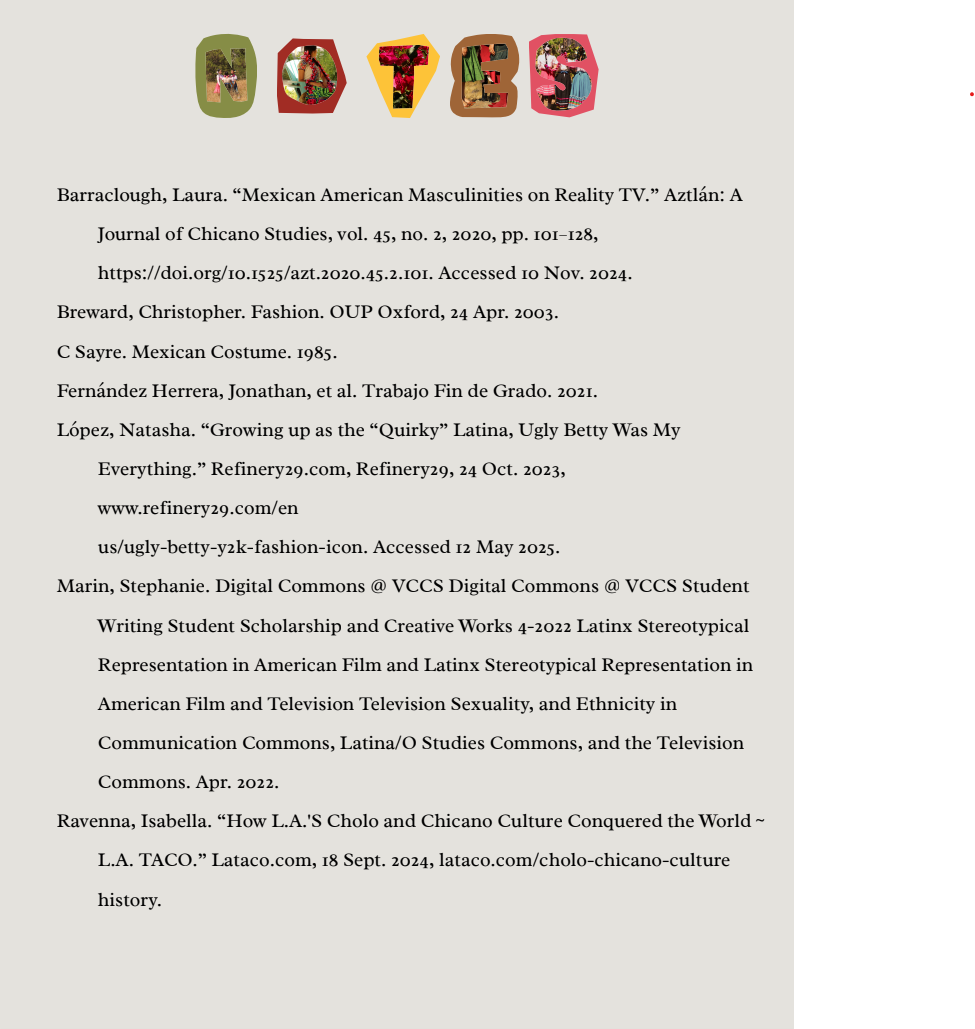 NOTES
Barraclough, Laura. “Mexican American Masculinities on Reality TV.” Aztlán: A
Journal of Chicano Studies, vol. 45, no. 2, 2020, pp. 101–128,
https://doi.org/10.1525/azt.2020.45.2.101. Accessed 10 Nov. 2024.
Breward, Christopher. Fashion. OUP Oxford, 24 Apr. 2003.
C Sayre. Mexican Costume. 1985.
Fernández Herrera, Jonathan, et al. Trabajo Fin de Grado. 2021.
López, Natasha. “Growing up as the “Quirky” Latina, Ugly Betty Was My
Everything.” Refinery29.com, Refinery29, 24 Oct. 2023,
www.refinery29.com/en
us/ugly-betty-y2k-fashion-icon. Accessed 12 May 2025.
Marin, Stephanie. Digital Commons @ VCCS Digital Commons @ VCCS Student
Writing Student Scholarship and Creative Works 4-2022 Latinx Stereotypical
Representation in American Film and Latinx Stereotypical Representation in
American Film and Television Television Sexuality, and Ethnicity in
Communication Commons, Latina/O Studies Commons, and the Television
Commons. Apr. 2022.
Ravenna, Isabella. “How L.A.'S Cholo and Chicano Culture Conquered the World ~
L.A. TACO.” Lataco.com, 18 Sept. 2024, lataco.com/cholo-chicano-culture
history.